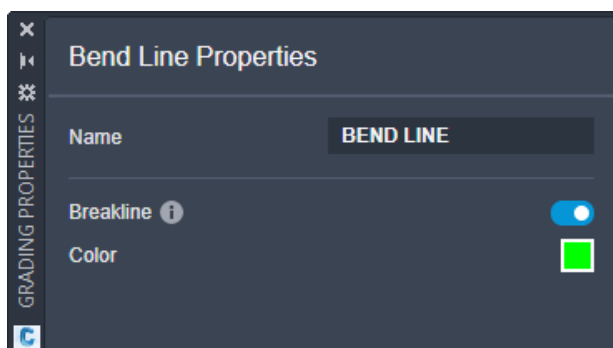 Bend Line Properties
Name
BEND LINE
Breakline
Color
GRADING PROPERTIES